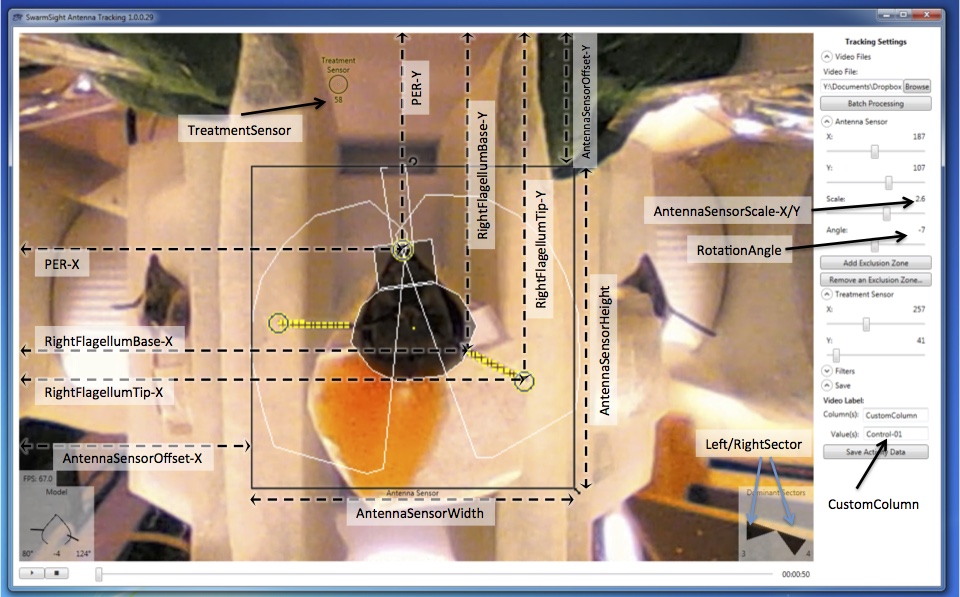 SwarmSight Antenna Tracking 1.0.0.29
Treatment
Sensor
58
TreatmentSensor
PER-Y
RightFlagellumBase-Y
RightFlagellumTip-Y
AntennaSensorOffset-Y
AntennaSensorHeight
PER-X
RightFlagellumBase-X
RightFlagellumTip-X
AntennaSensorOffset-X
Antenna Sensor
AntennaSensorWidth
FPS: 67.0
Model
80° -4 124°
Left/RightSector
Dominant Sectors
3 4
00:00:50
Tracking Settings
Video Files
Video File:
Y:\Documents\Dropbox Browse
Batch Processing
Antenna Sensor
X: 187
Y: 107
Scale: 2.6
AntennaSensorScale-X/Y
Angle: -7
RotationAngle
Add Exclusion Zone
Remove an Exclusion Zone...
Treatment Sensor
X: 257
Y: 41
Filters
Save
Video Label:
Column(s): CustomColumn
Value(s): Control-01
Save Activity Data
CustomColumn